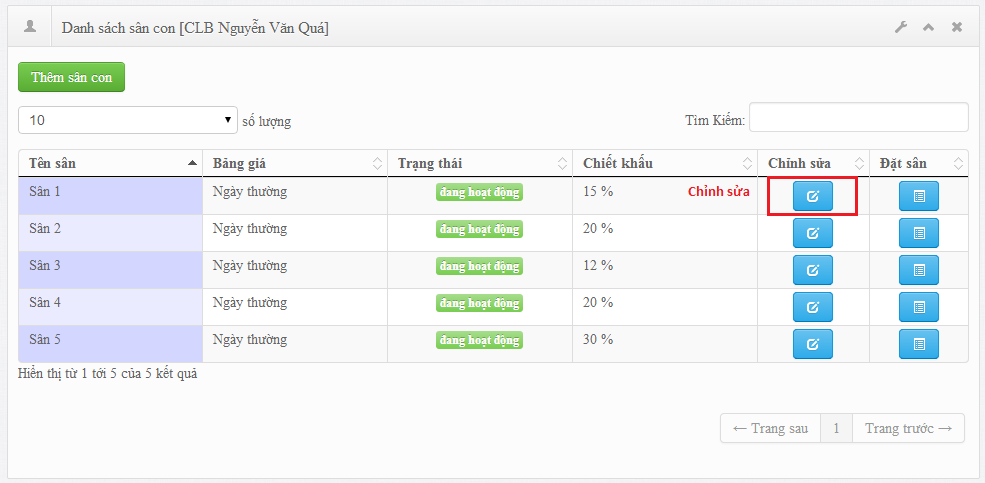 Danh sách sân con [CLB Nguyễn Văn Quá]
Thêm sân con
10 số lượng Tìm Kiếm:
Tên sân Bảng giá Trạng thái Chiết khấu Chỉnh sửa Đặt sân
Sân 1 Ngày thường đang hoạt động 15 % Chỉnh sửa
Sân 2 Ngày thường đang hoạt động 20 %
Sân 3 Ngày thường đang hoạt động 12 %
Sân 4 Ngày thường đang hoạt động 20 %
Sân 5 Ngày thường đang hoạt động 30 %
Hiển thị từ 1 tới 5 của 5 kết quả
← Trang sau 1 Trang trước →